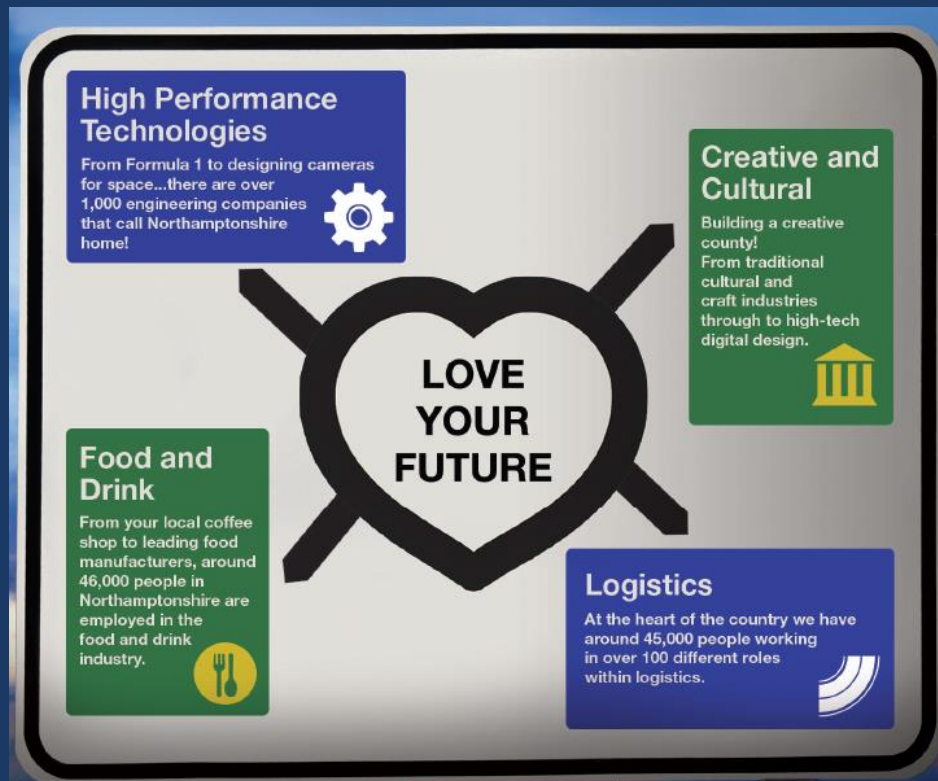 High Performance
Technologies
From Formula 1 to designing cameras
for space...there are over
1,000 engineering companies
that call Northamptonshire
home!
Creative and
Cultural
Building a creative
county!
From traditional
cultural and
craft industries
through to high-tech
digital design.
LOVE
YOUR
FUTURE
Food and
Drink
From your local coffee
shop to leading food
manufacturers, around
46,000 people in
Northamptonshire are
employed in the
food and drink
industry.
Logistics
At the heart of the country we have
around 45,000 people working
in over 100 different roles
within logistics.